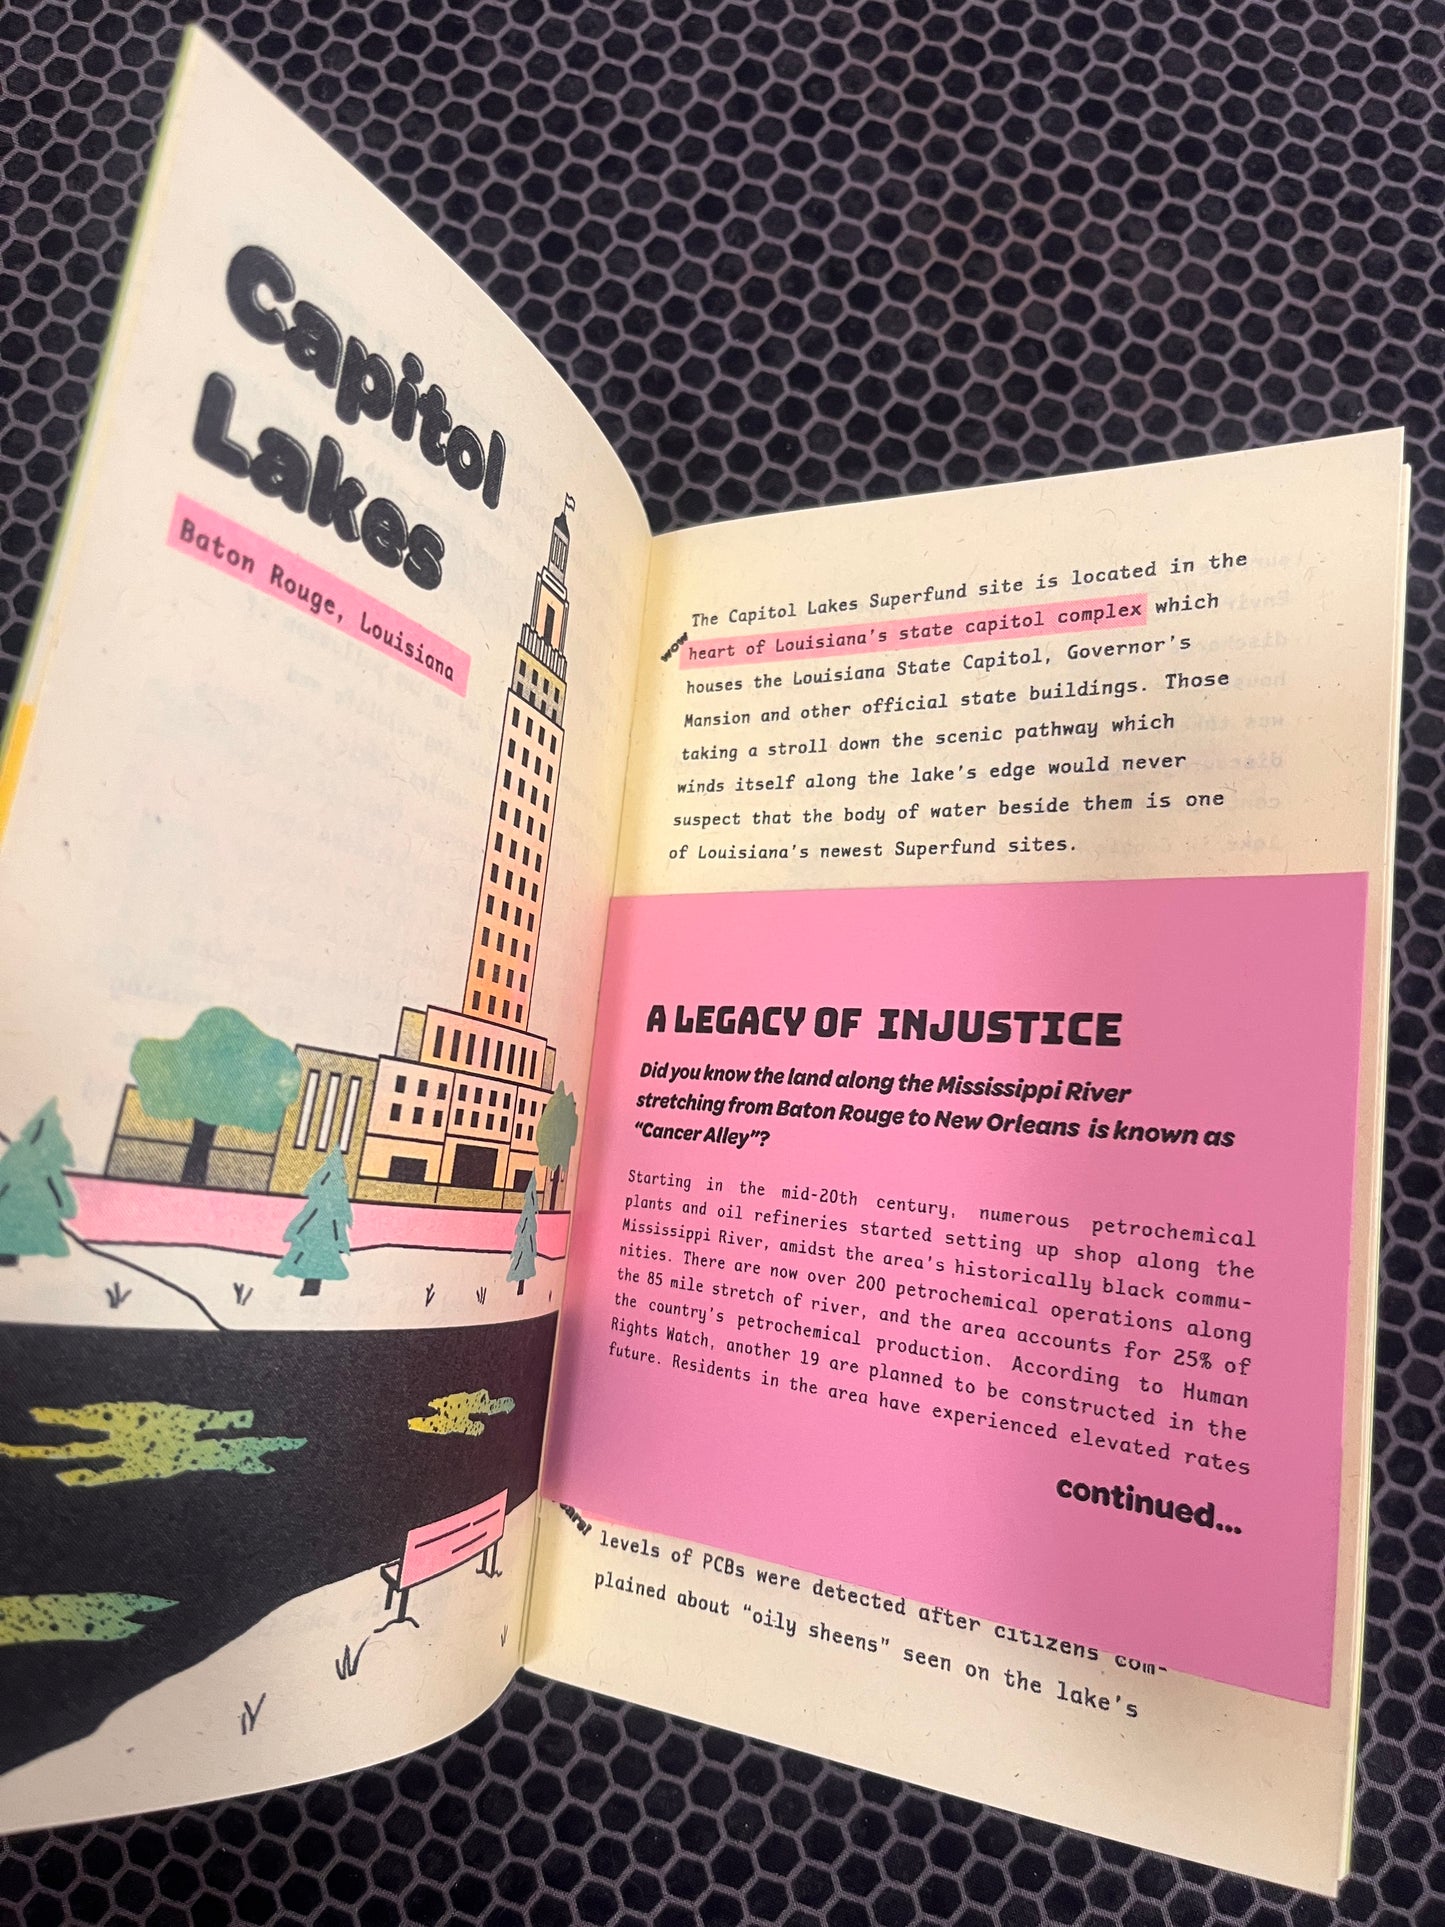 Capitol
Lakes
Baton Rouge, Louisiana
The Capitol Lakes Superfund site is located in the
wow
heart of Louisiana's state capitol complex which
houses the Louisiana State Capitol, Governor's
Mansion and other official state buildings. Those
taking a stroll down the scenic pathway which
winds itself along the lake's edge would never
suspect that the body of water beside them is one
of Louisiana's newest Superfund sites.
A LEGACY OF INJUSTICE
Did you know the land along the Mississippi River
stretching from Baton Rouge to New Orleans is known as
"Cancer Alley"?
Starting in the mid-20th century, numerous petrochemical
plants and oil refineries started setting up shop along the
Mississippi River, amidst the area's historically black commu-
nities. There are now over 200 petrochemical operations along
the 85 mile stretch of river, and the area accounts for 25% of
the country's petrochemical production. According to Human
Rights Watch, another 19 are planned to be constructed in the
future. Residents in the area have experienced elevated rates
continued...
levels of PCBs were detected after citizens com-
plained about "oily sheens" seen on the lake's